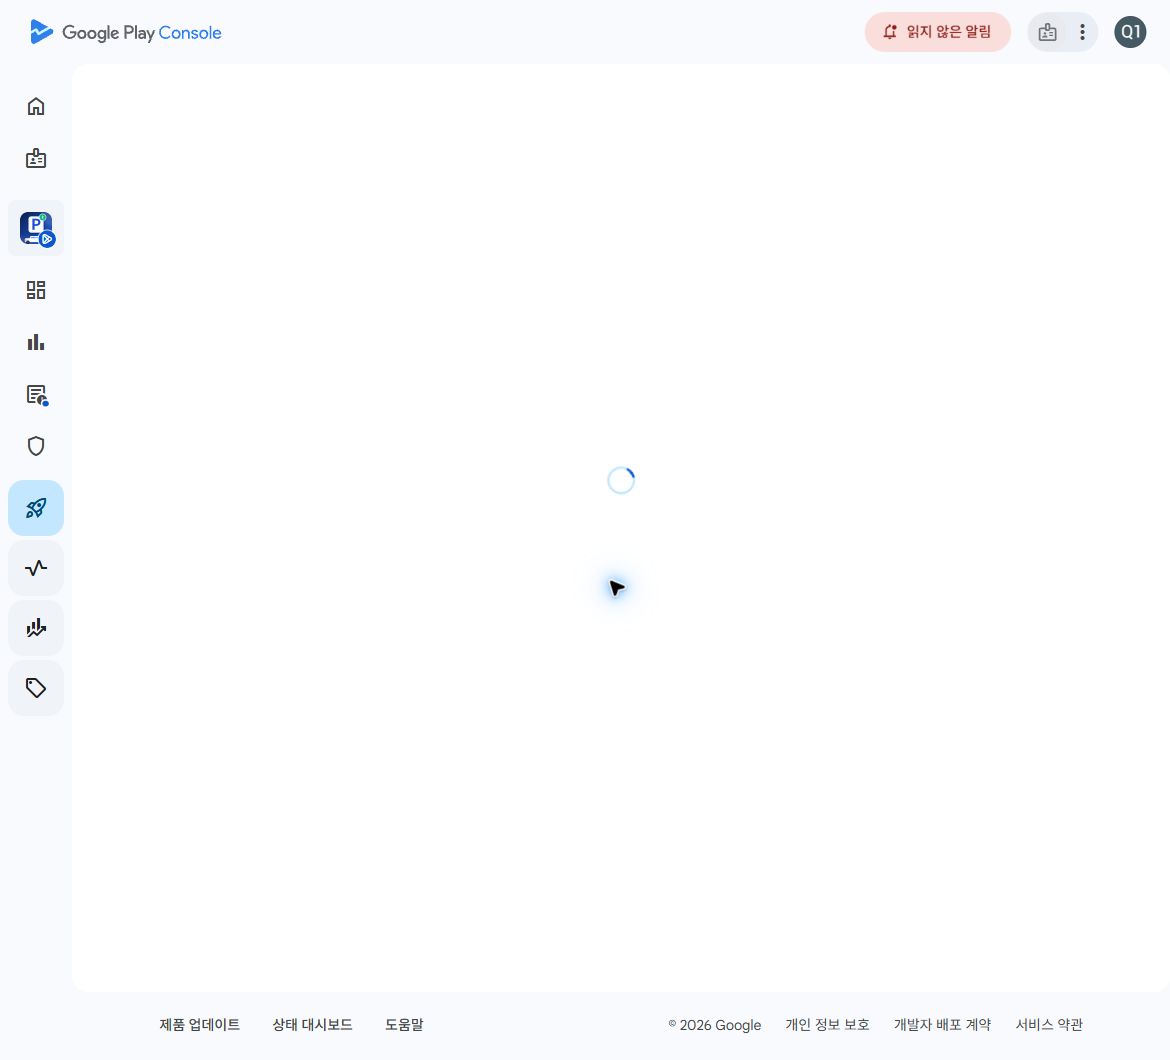 Google Play Console
읽지 않은 알림
Q1
P
제품 업데이트
상태 대시보드
도움말
© 2026 Google
개인 정보 보호
개발자 배포 계약
서비스 약관